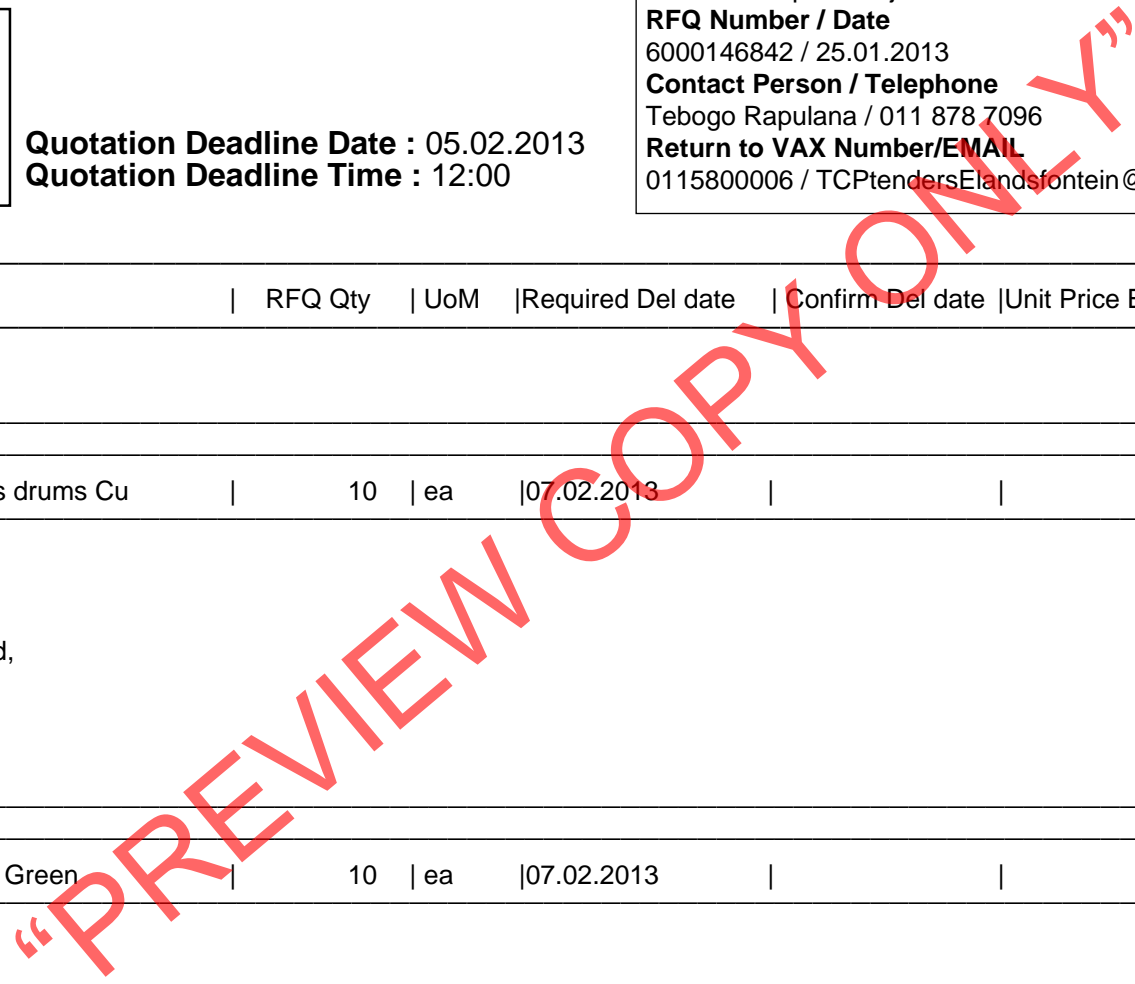 RFQ Number / Date
6000146842 / 25.01.2013
Contact Person / Telephone
Tebogo Rapulana / 011 878 7096
Return to VAX Number/EMAIL
0115800006 / TCPtendersElandsfontein@
Quotation Deadline Date : 05.02.2013
Quotation Deadline Time : 12:00
| RFQ Qty | UoM |Required Del date | Confirm Del date |Unit Price
s drums Cu | 10 | ea |07.02.2013 | |
d,
Green | 10 | ea |07.02.2013 | |
“PREVIEW COPY ONLY”